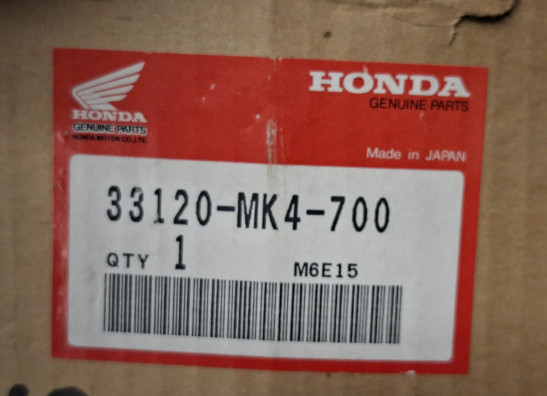 HONDA
GENUINE PARTS
HONDA MOTOR CO.,LTD.
HONDA
GENUINE PARTS
Made in JAPAN
33120-MK4-700
QTY 1 M6E15